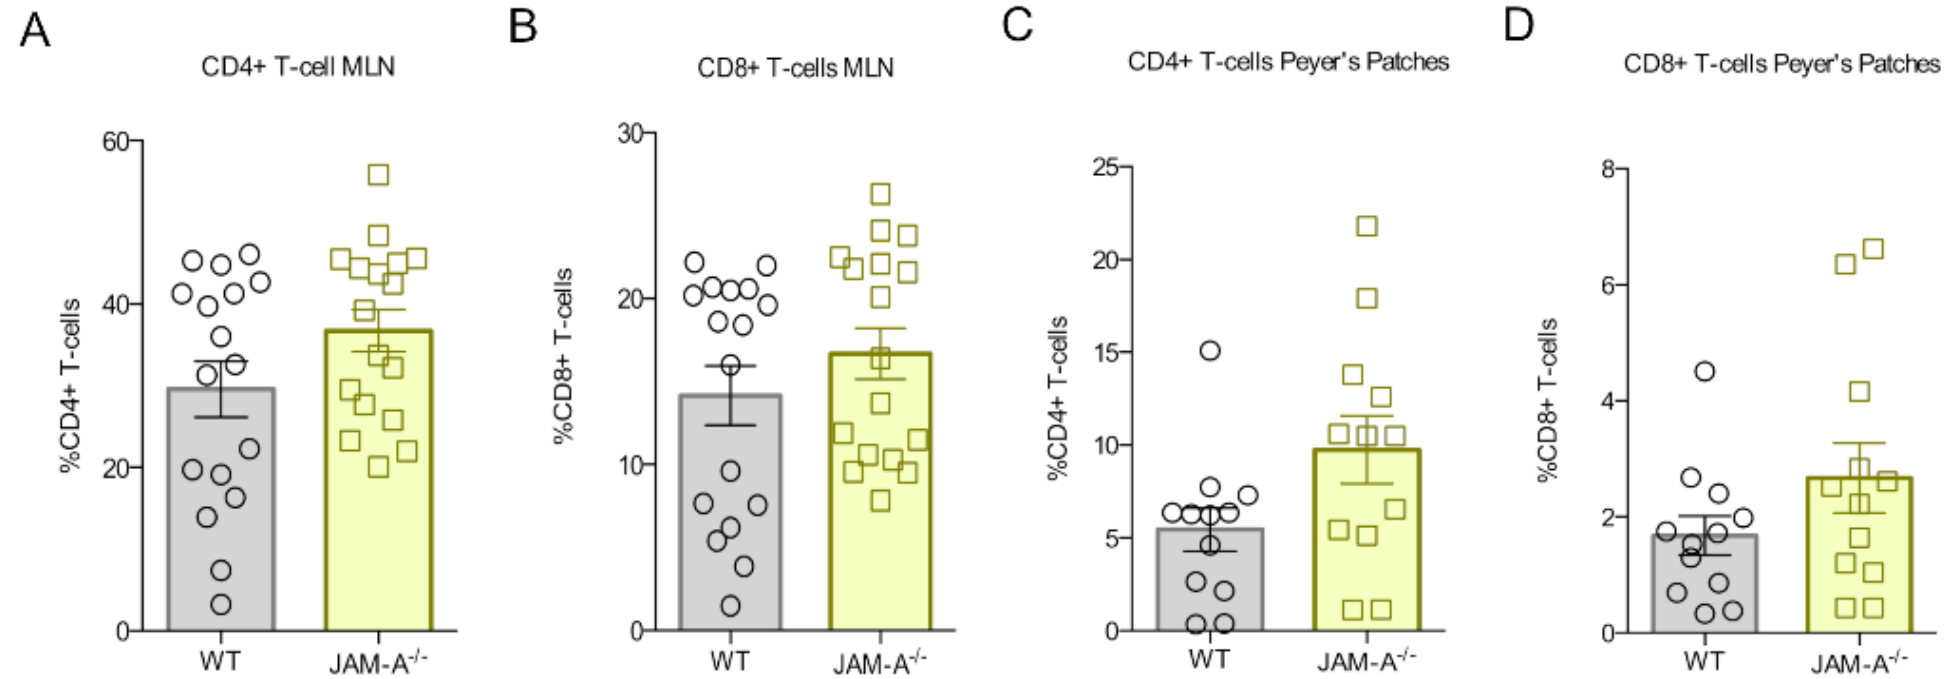 A
CD4+ T-cell MLN
%CD4+ T-cells
60
40
20
0
WT
JAM-A-/-
B
CD8+ T-cells MLN
%CD8+ T-cells
30
20
10
0
WT
JAM-A-/-
C
CD4+ T-cells Peyer's Patches
%CD4+ T-cells
25
20
15
10
5
0
WT
JAM-A-/-
D
CD8+ T-cells Peyer's Patches
%CD8+ T-cells
8
6
4
2
0
WT
JAM-A-/-